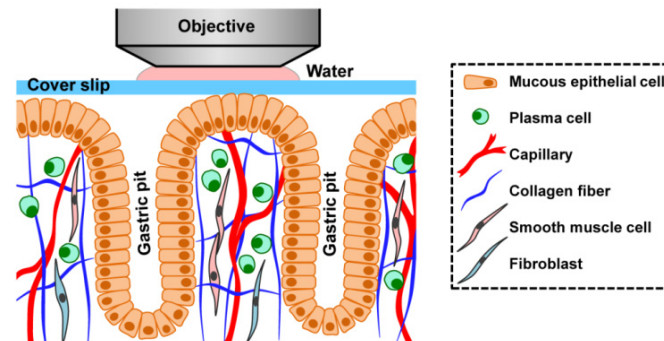 Objective
Water
Cover slip
Gastric pit
Gastric pit
Mucous epithelial cell
Plasma cell
Capillary
Collagen fiber
Smooth muscle cell
Fibroblast